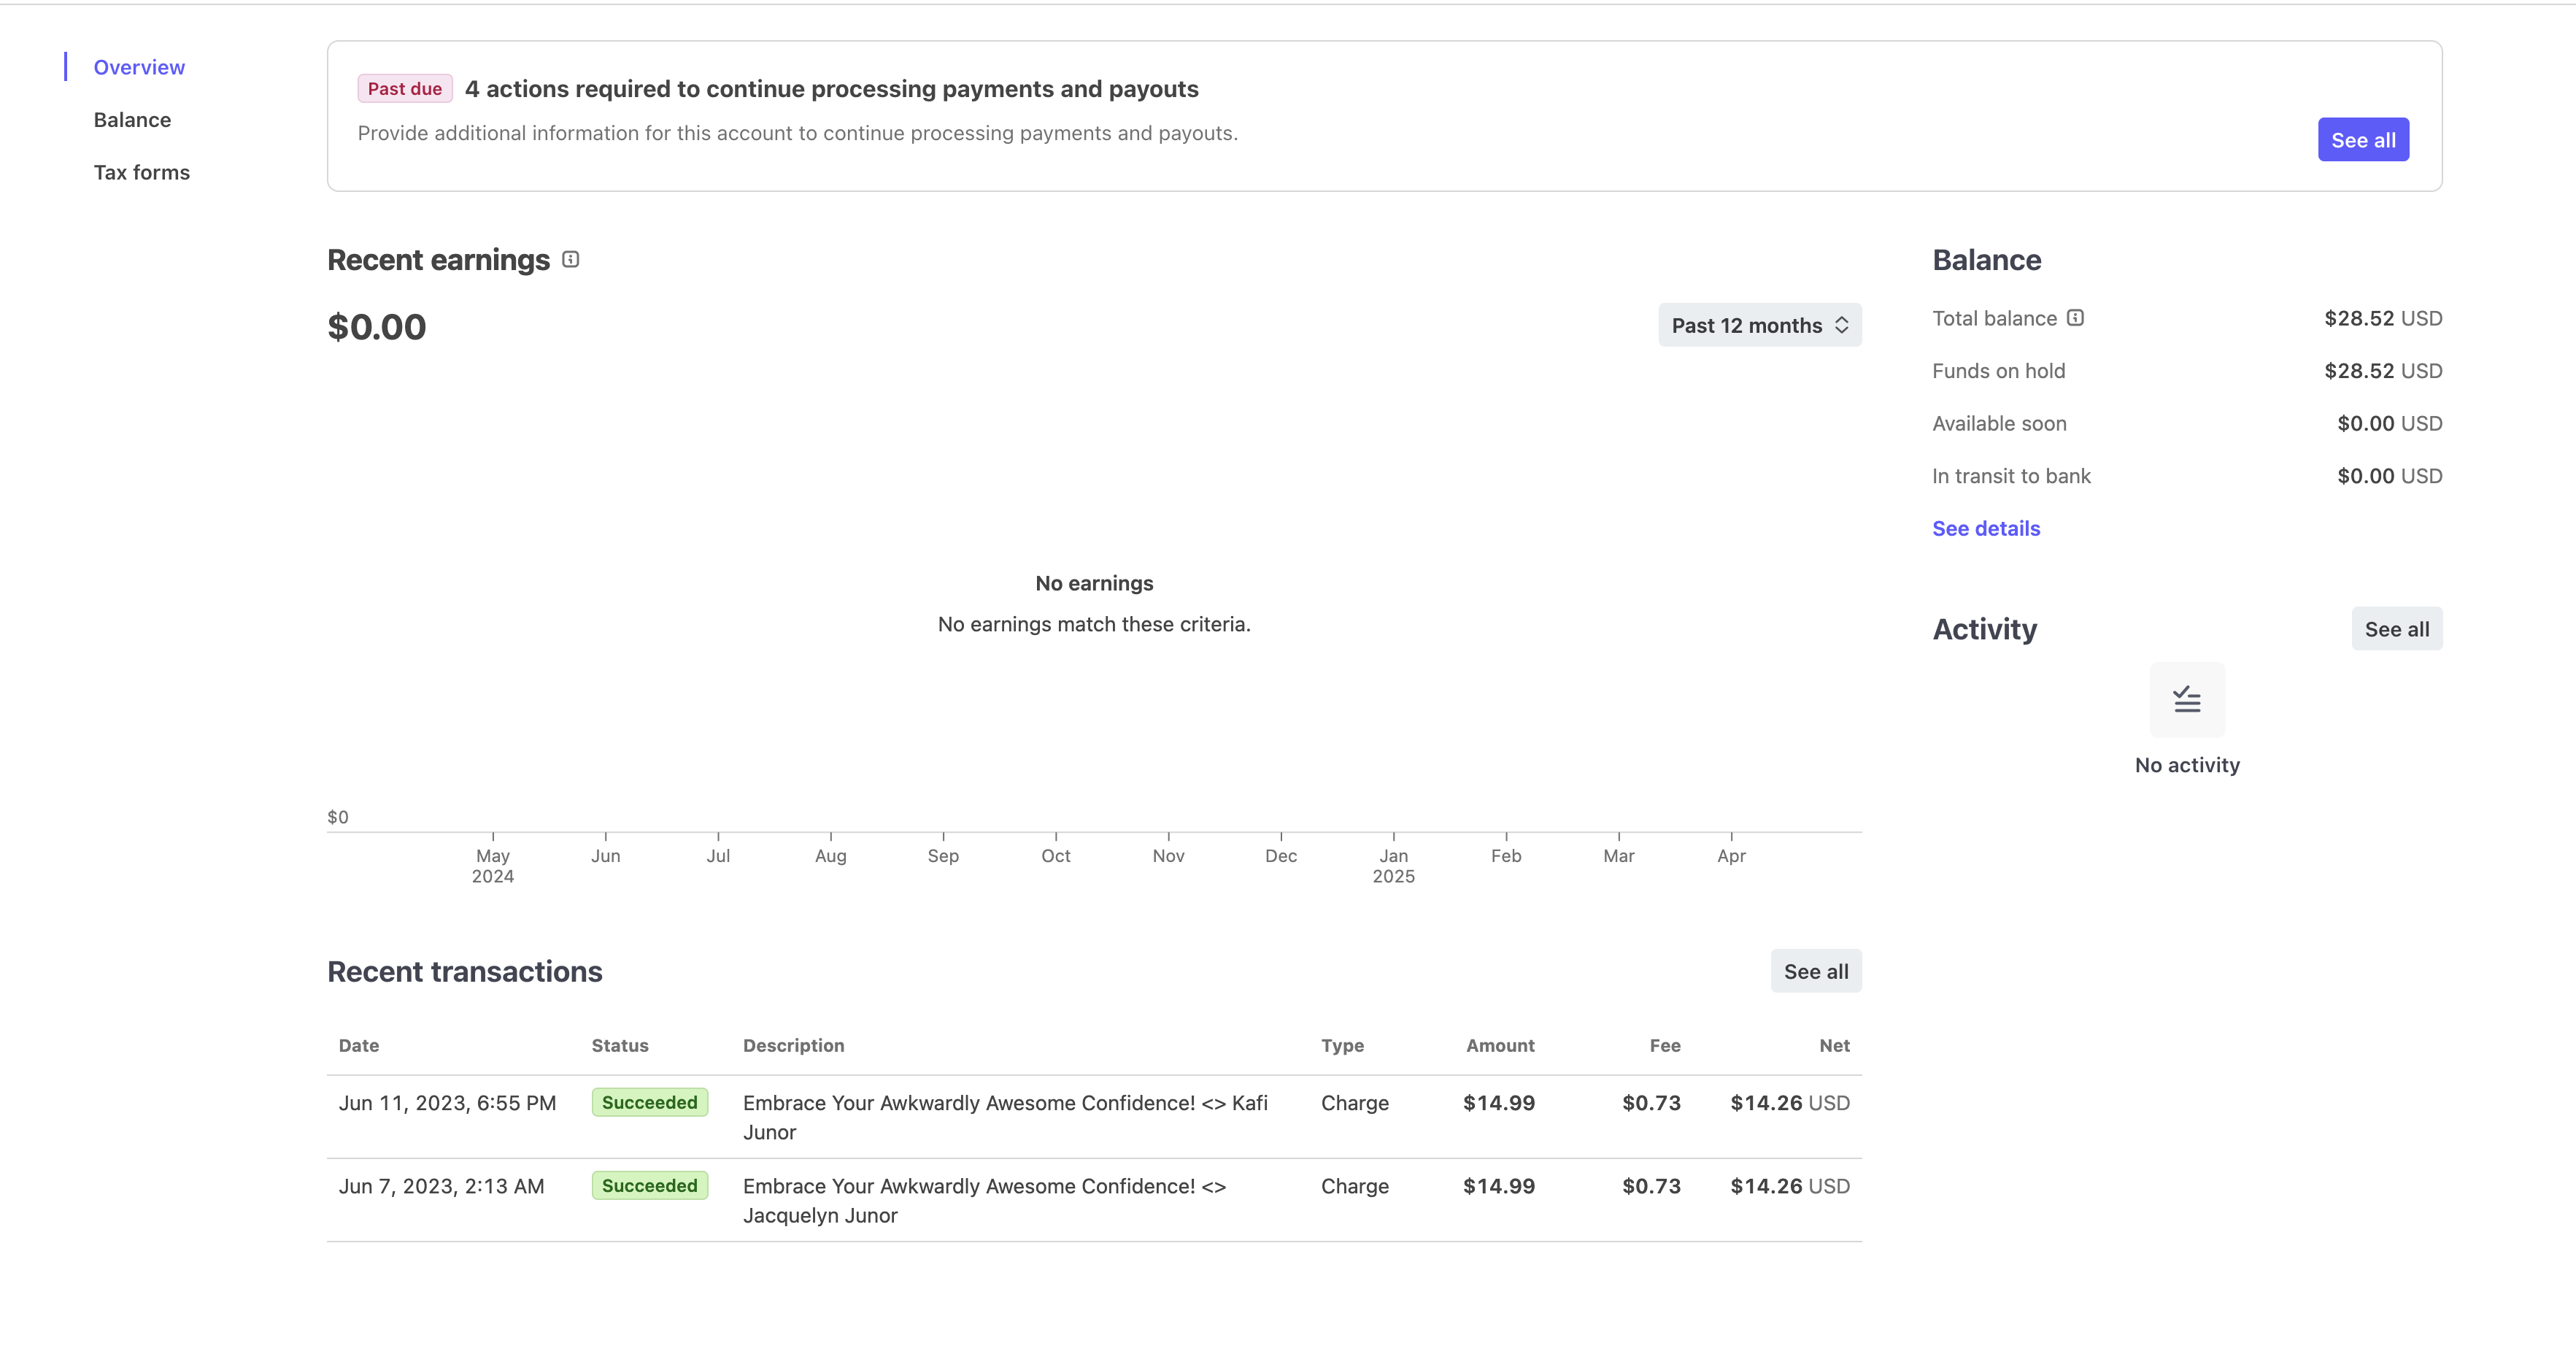 Overview
Balance
Tax forms
Past due 4 actions required to continue processing payments and payouts
Provide additional information for this account to continue processing payments and payouts.
See all
Recent earnings
$0.00
Past 12 months
No earnings
No earnings match these criteria.
$0
May Jun Jul Aug Sep Oct Nov Dec Jan Feb Mar Apr
2024 2025
Balance
Total balance $28.52 USD
Funds on hold $28.52 USD
Available soon $0.00 USD
In transit to bank $0.00 USD
See details
Activity See all
No activity
Recent transactions See all
Date Status Description Type Amount Fee Net
Jun 11, 2023, 6:55 PM Succeeded Embrace Your Awkwardly Awesome Confidence! <> Kafi Charge $14.99 $0.73 $14.26 USD
Junor
Jun 7, 2023, 2:13 AM Succeeded Embrace Your Awkwardly Awesome Confidence! <> Charge $14.99 $0.73 $14.26 USD
Jacquelyn Junor